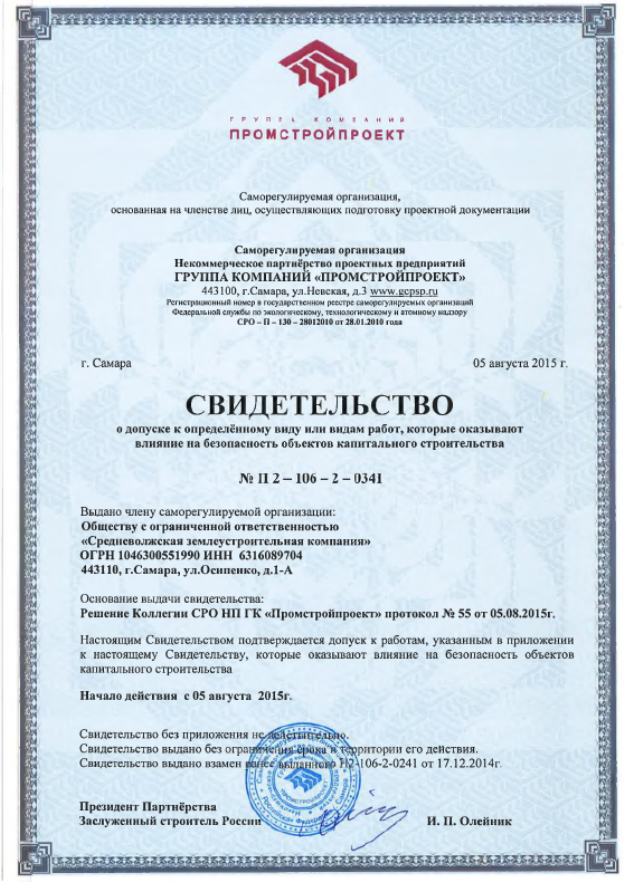 ГРУППА КОМПАНИЙ
ПРОМСТРОЙПРОЕКТ
Саморегулируемая организация,
основанная на членстве лиц, осуществляющих подготовку проектной документации
Саморегулируемая организация
Некоммерческое партнёрство проектных предприятий
ГРУППА КОМПАНИЙ «ПРОМСТРОЙПРОЕКТ»
443100, г.Самара, ул.Невская, д.3 www.gcpsp.ru
Регистрационный номер в государственном реестре саморегулируемых организаций
Федеральной службы по экологическому, технологическому и атомному надзору
СРО – П – 130 – 28012010 от 28.01.2010 года
г. Самара 05 августа 2015 г.
СВИДЕТЕЛЬСТВО
о допуске к определённому виду или видам работ, которые оказывают
влияние на безопасность объектов капитального строительства
№ П 2 – 106 – 2 – 0341
Выдано члену саморегулируемой организации:
Обществу с ограниченной ответственностью
«Средневолжская землеустроительная компания»
ОГРН 1046300551990 ИНН 6316089704
443110, г.Самара, ул.Осипенко, д.1-А
Основание выдачи свидетельства:
Решение Коллегии СРО НП ГК «Промстройпроект» протокол № 55 от 05.08.2015г.
Настоящим Свидетельством подтверждается допуск к работам, указанным в приложении
к настоящему Свидетельству, которые оказывают влияние на безопасность объектов
капитального строительства
Начало действия с 05 августа 2015г.
Свидетельство без приложения не действительно.
Свидетельство выдано без ограничения срока и территории его действия.
Свидетельство выдано взамен ранее выданного П2-106-2-0241 от 17.12.2014г.
ПРОМСТРОЙПРОЕКТ
Президент Партнёрства
Заслуженный строитель России И. П. Олейник